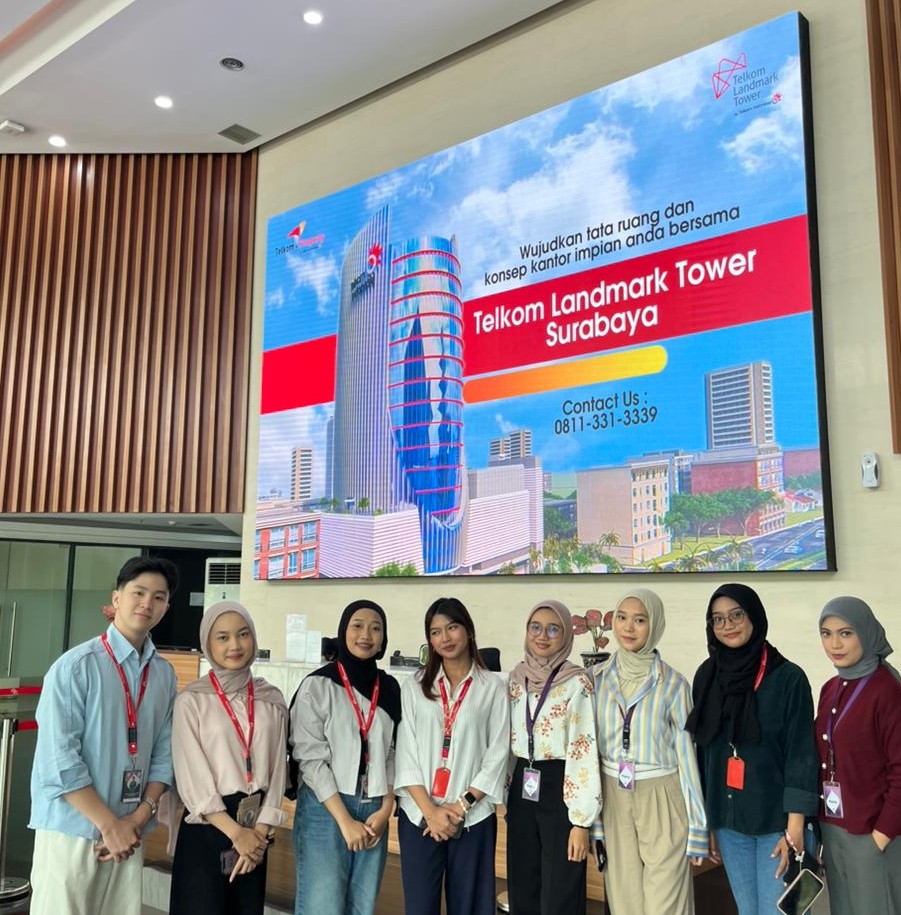 Telkom
Landmark
Tower
Telkom
Wujudkan tata ruang dan
konsep kantor impian anda bersama
Telkom Landmark Tower
Surabaya
Contact Us :
0811-331-3339